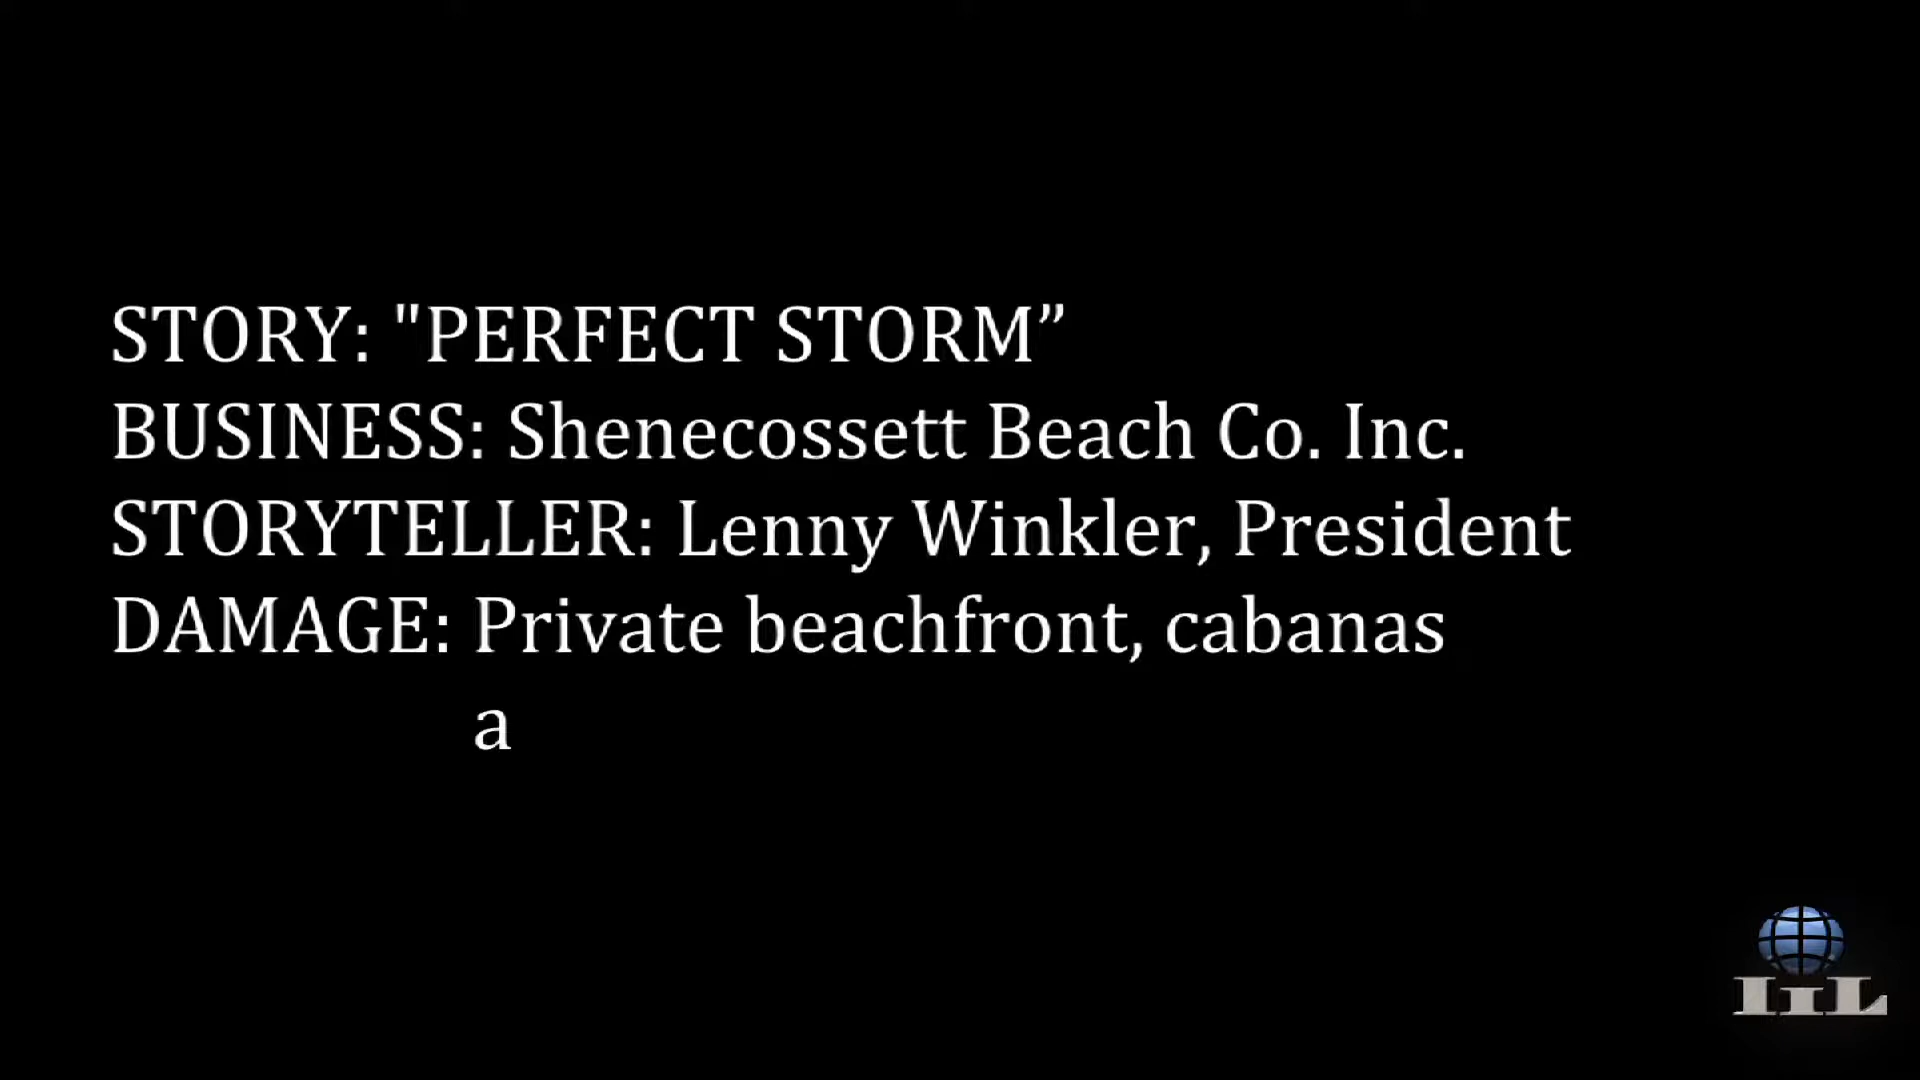 STORY: "PERFECT STORM”
BUSINESS: Shenecossett Beach Co. Inc.
STORYTELLER: Lenny Winkler, President
DAMAGE: Private beachfront, cabanas
a
IIL